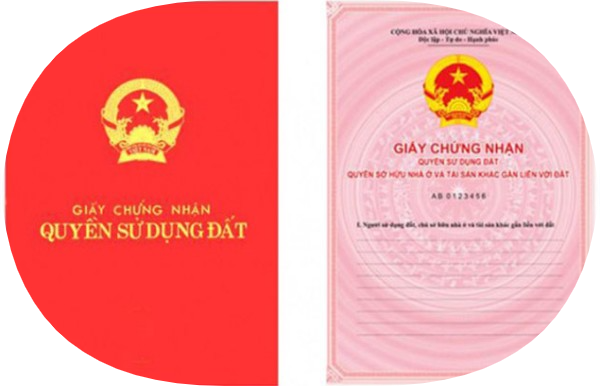 VIỆT NAM
GIẤY CHỨNG NHẬN
QUYỀN SỬ DỤNG ĐẤT
CỘNG HÒA XÃ HỘI CHỦ NGHĨA VIỆT
Độc lập - Tự do - Hạnh phúc
GIẤY CHỨNG NHẬN
QUYỀN SỬ DỤNG ĐẤT
QUYỀN SỞ HỮU NHÀ Ở VÀ TÀI SẢN KHÁC GẮN LIỀN VỚI ĐẤT
AB 0123456
I. Người sử dụng đất, chủ sở hữu nhà ở và tài sản khác gắn liền với đất